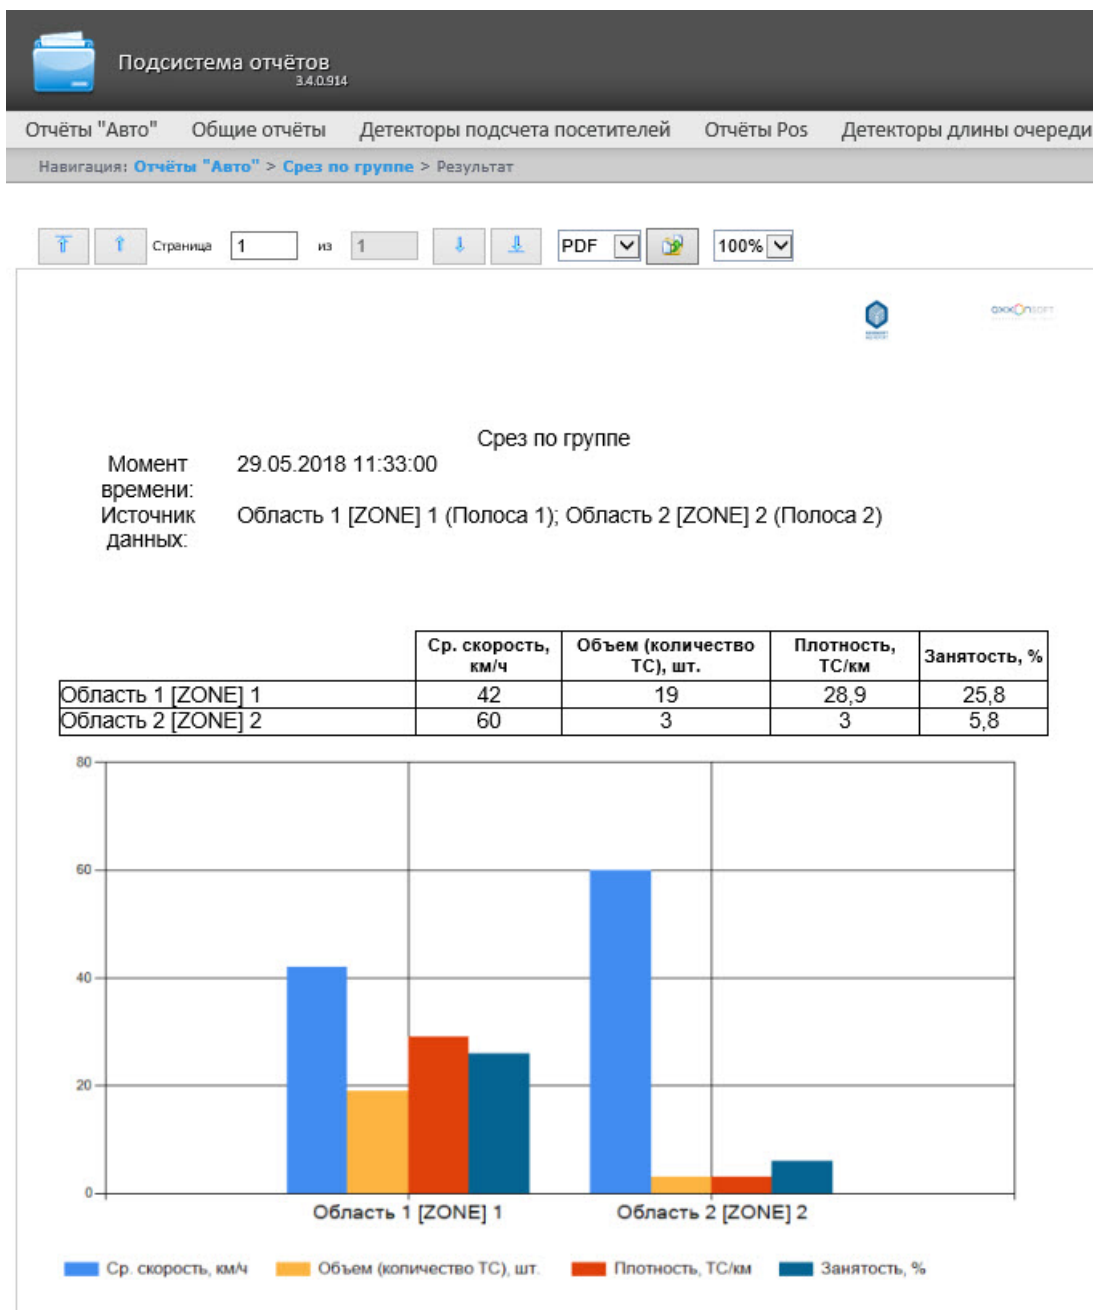 Подсистема отчётов
3.4.0.914
Отчёты "Авто" Общие отчёты Детекторы подсчета посетителей Отчёты Pos Детекторы длины очереди
Навигация: Отчёты "Авто" > Срез по группе > Результат
Страница 1 из 1 PDF 100%
axxonsoft
Срез по группе
Момент 29.05.2018 11:33:00
времени:
Источник Область 1 [ZONE] 1 (Полоса 1); Область 2 [ZONE] 2 (Полоса 2)
данных:
Ср. скорость, Объем (количество Плотность, Занятость, %
км/ч ТС), шт. ТС/км
Область 1 [ZONE] 1 42 19 28,9 25,8
Область 2 [ZONE] 2 60 3 3 5,8
80
60
40
20
0
Область 1 [ZONE] 1 Область 2 [ZONE] 2
Ср. скорость, км/ч Объем (количество ТС), шт. Плотность, ТС/км Занятость, %